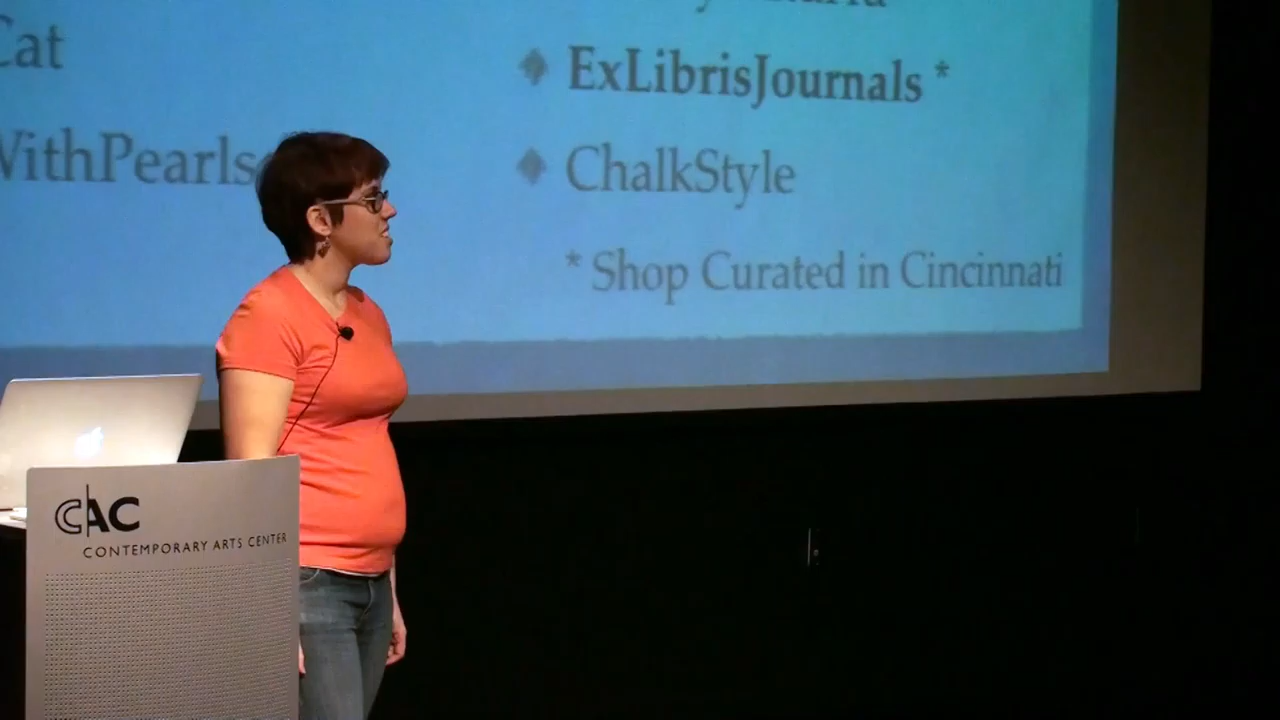 Cat
WithPearls
ExLibrisJournals *
ChalkStyle
* Shop Curated in Cincinnati
CAC
CONTEMPORARY ARTS CENTER